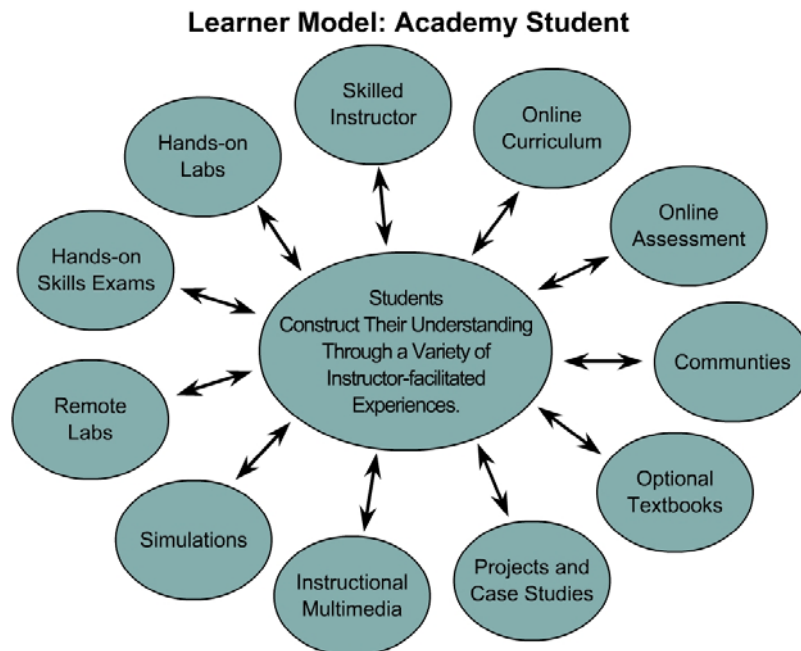 Learner Model: Academy Student
Skilled
Instructor
Online
Curriculum
Online
Assessment
Communties
Optional
Textbooks
Projects and
Case Studies
Instructional
Multimedia
Simulations
Remote
Labs
Hands-on
Skills Exams
Hands-on
Labs
Students
Construct Their Understanding
Through a Variety of
Instructor-facilitated
Experiences.